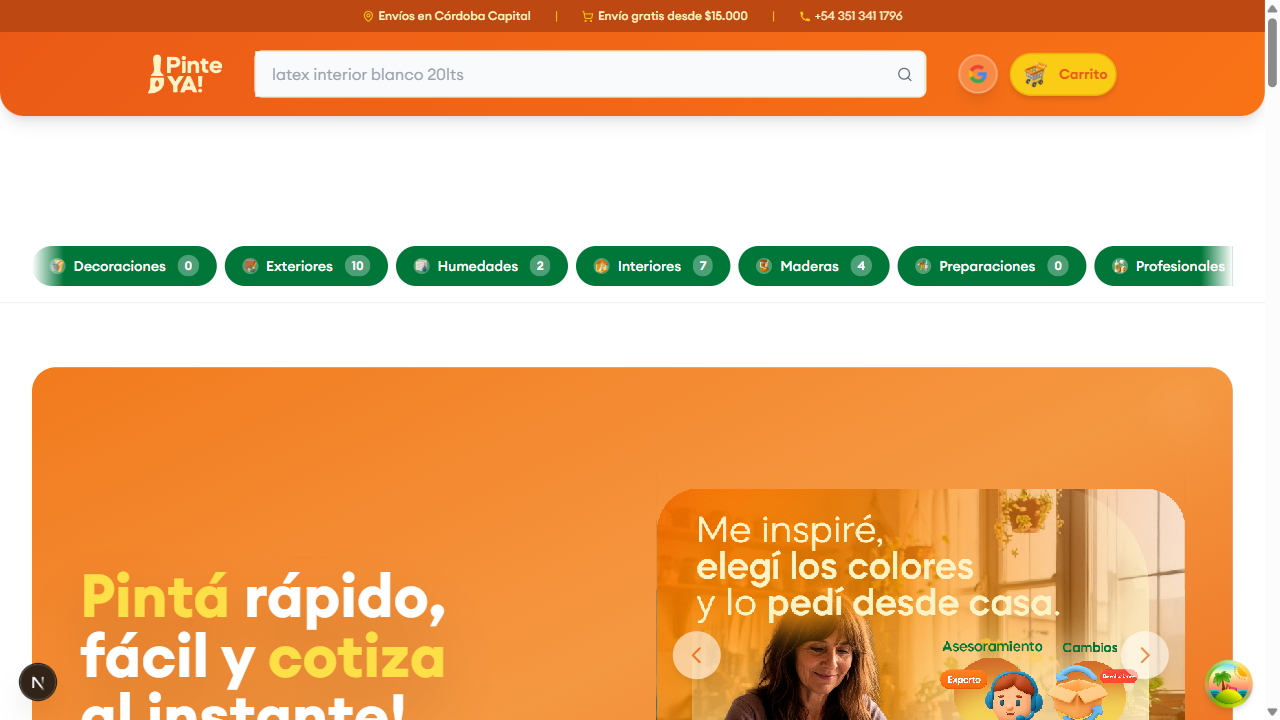 Envíos en Córdoba Capital | Envío gratis desde $15.000 | +54 351 341 1796
Pinte
YA!
latex interior blanco 20lts
Carrito
Decoraciones 0
Exteriores 10
Humedades 2
Interiores 7
Maderas 4
Preparaciones 0
Profesionales
Me inspiré,
elegí los colores
y lo pedí desde casa.
Asesoramiento
Experto
Cambios
Pintá rápido,
fácil y cotiza
al instante!
N